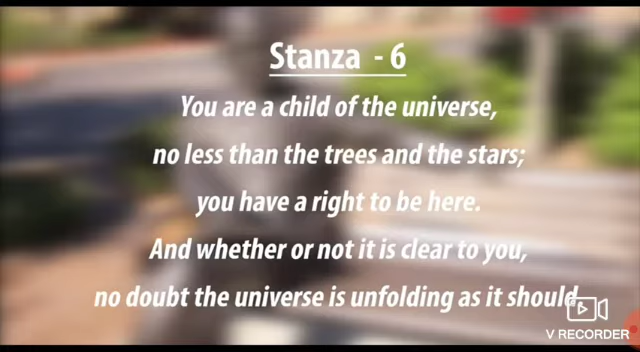 Stanza - 6
You are a child of the universe,
no less than the trees and the stars;
you have a right to be here.
And whether or not it is clear to you,
no doubt the universe is unfolding as it should.
V RECORDER